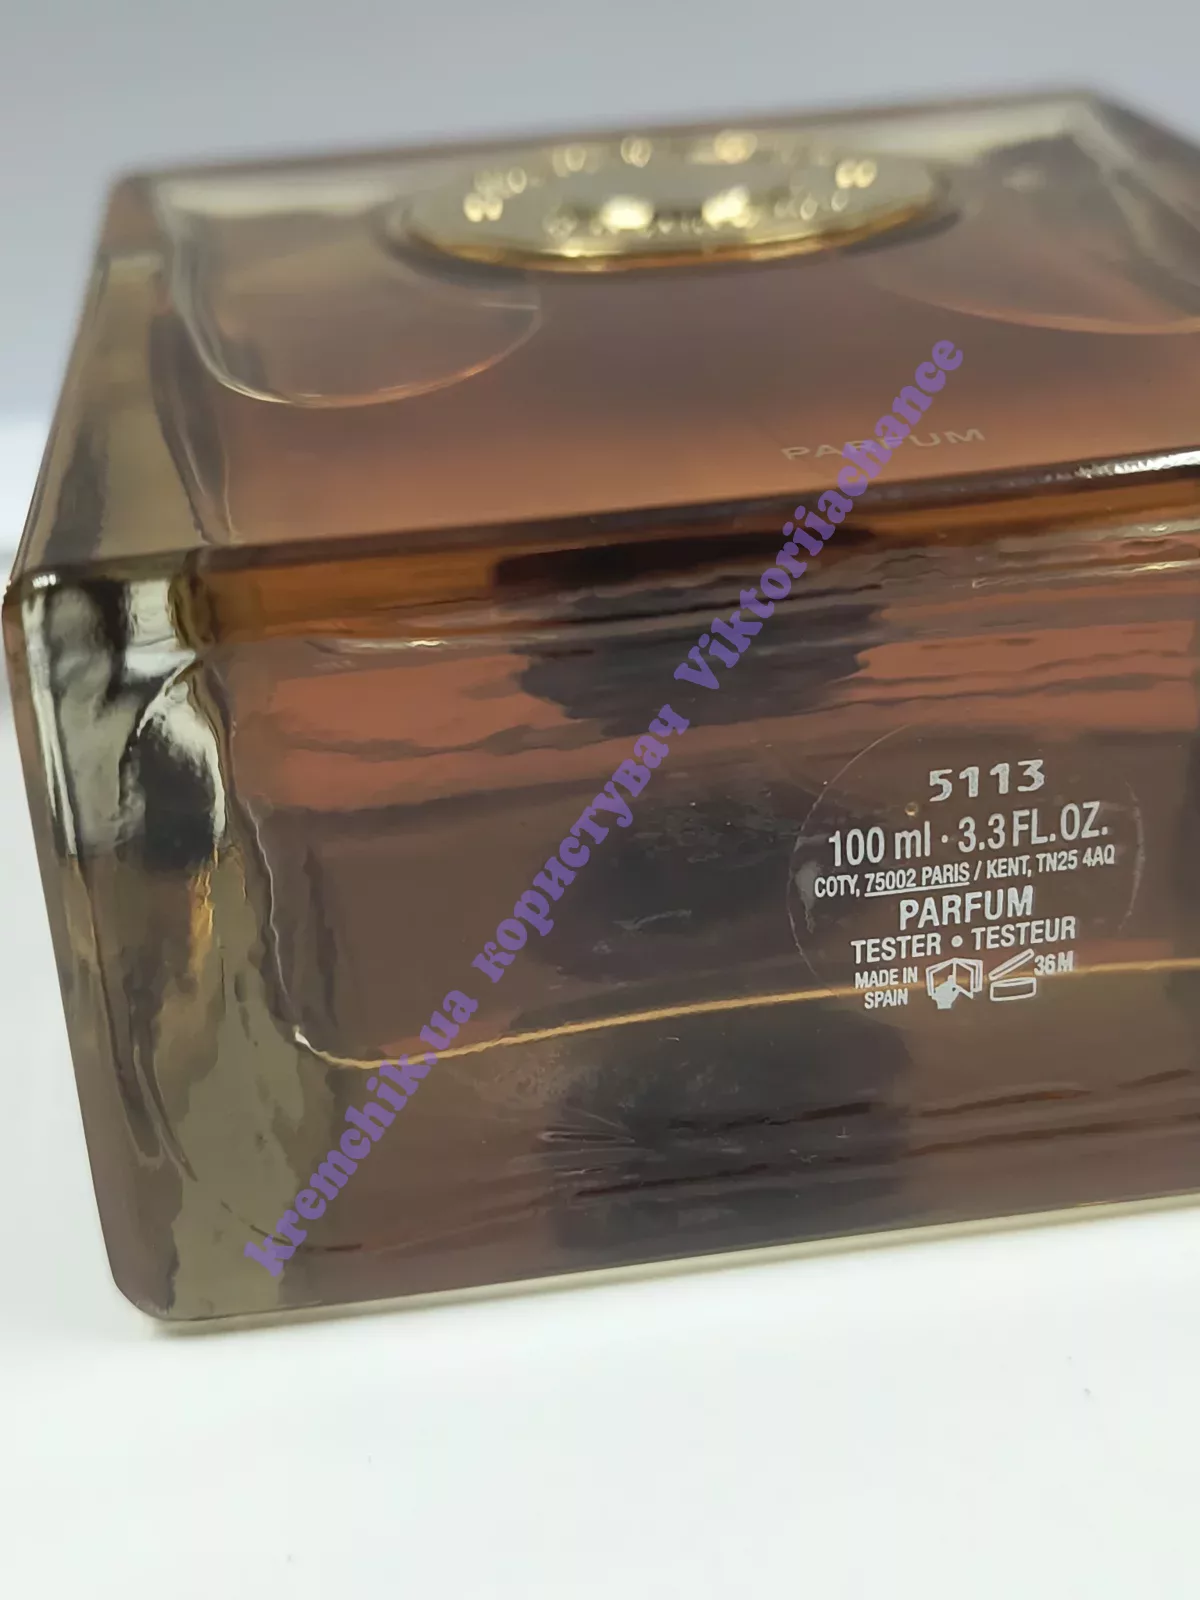 PARFUM
kremchik.ua користувач Viktoriiachance
5113
100 ml · 3.3 FL.OZ.
COTY, 75002 PARIS / KENT, TN25 4AQ
PARFUM
TESTER • TESTEUR
MADE IN
SPAIN
36M